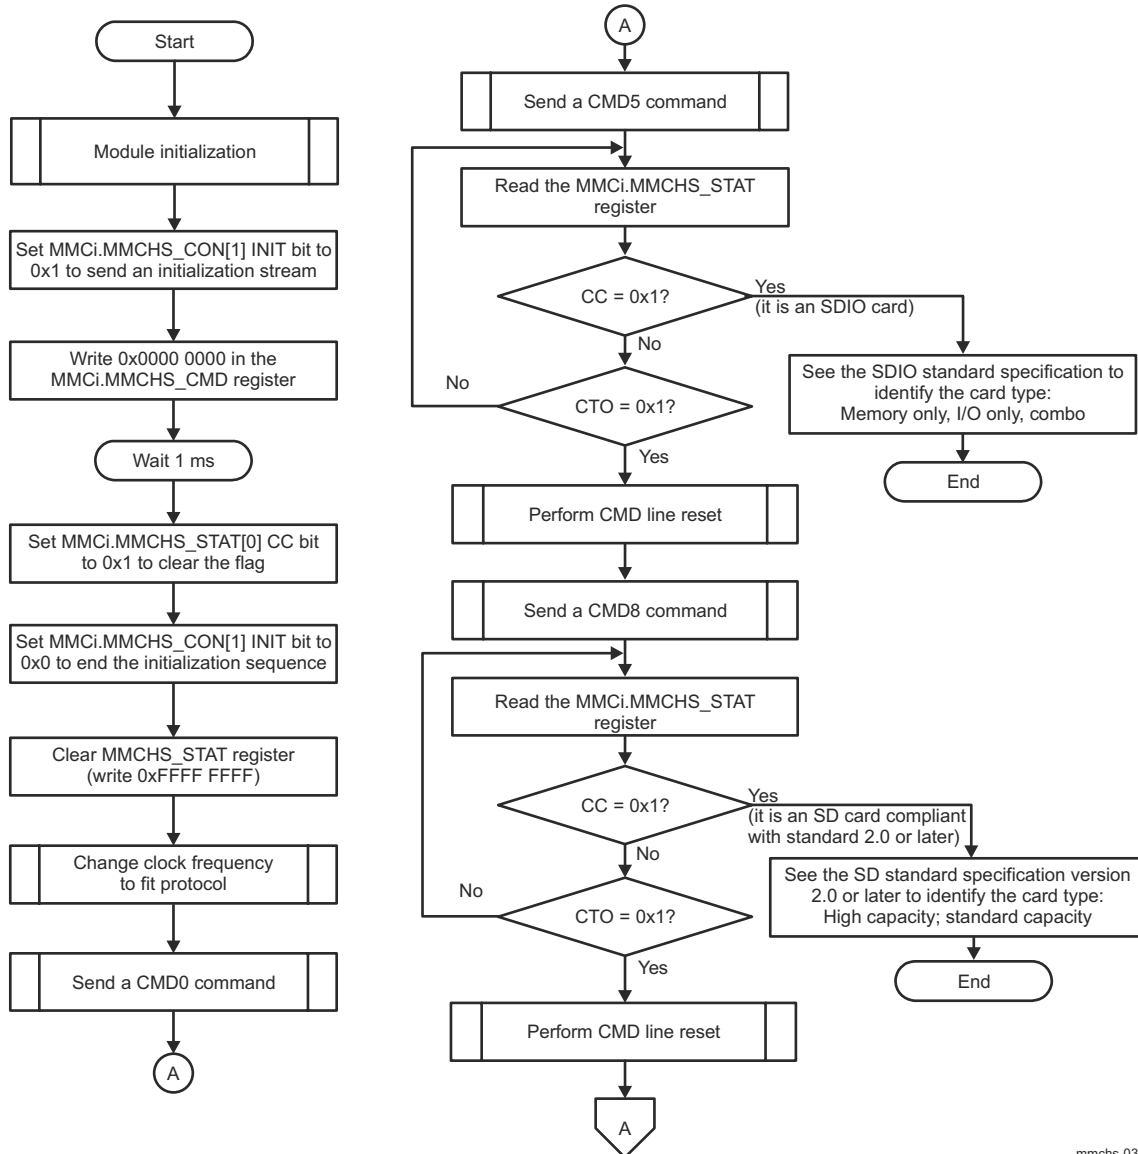 Start
Module initialization
Set MMCi.MMCHS_CON[1] INIT bit to
0x1 to send an initialization stream
Write 0x0000 0000 in the
MMCi.MMCHS_CMD register
Wait 1 ms
Set MMCi.MMCHS_STAT[0] CC bit
to 0x1 to clear the flag
Set MMCi.MMCHS_CON[1] INIT bit to
0x0 to end the initialization sequence
Clear MMCHS_STAT register
(write 0xFFFF FFFF)
Change clock frequency
to fit protocol
Send a CMD0 command
A
A
Send a CMD5 command
Read the MMCi.MMCHS_STAT
register
CC = 0x1?
Yes
(it is an SDIO card)
No
See the SDIO standard specification to
identify the card type:
Memory only, I/O only, combo
End
No
CTO = 0x1?
Yes
Perform CMD line reset
Send a CMD8 command
Read the MMCi.MMCHS_STAT
register
CC = 0x1?
Yes
(it is an SD card compliant
with standard 2.0 or later)
No
See the SD standard specification version
2.0 or later to identify the card type:
High capacity; standard capacity
End
No
CTO = 0x1?
Yes
Perform CMD line reset
A